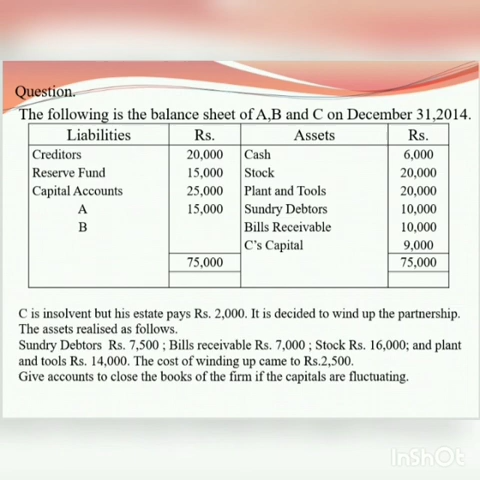 Question.
The following is the balance sheet of A,B and C on December 31,2014.
Liabilities Rs. Assets Rs.
Creditors 20,000 Cash 6,000
Reserve Fund 15,000 Stock 20,000
Capital Accounts 25,000 Plant and Tools 20,000
A 15,000 Sundry Debtors 10,000
B Bills Receivable 10,000
C's Capital 9,000
75,000 75,000
C is insolvent but his estate pays Rs. 2,000. It is decided to wind up the partnership.
The assets realised as follows.
Sundry Debtors Rs. 7,500 ; Bills receivable Rs. 7,000 ; Stock Rs. 16,000; and plant
and tools Rs. 14,000. The cost of winding up came to Rs.2,500.
Give accounts to close the books of the firm if the capitals are fluctuating.
InShOt